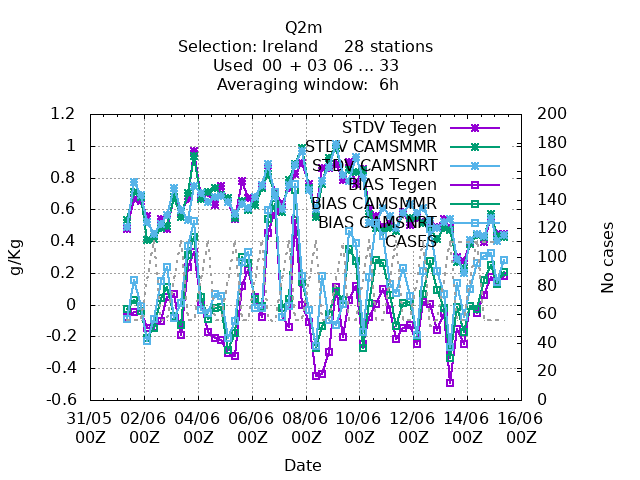 Q2m
Selection: Ireland 28 stations
Used 00 + 03 06 ... 33
Averaging window: 6h
1.2
1
0.8
0.6
0.4
0.2
0
-0.2
-0.4
-0.6
g/Kg
STDV Tegen
STDV CAMSMMR
STDV CAMSNRT
BIAS Tegen
BIAS CAMSMMR
BIAS CAMSNRT
CASES
200
180
160
140
120
100
80
60
40
20
0
No cases
31/05 02/06 04/06 06/06 08/06 10/06 12/06 14/06 16/06
00Z 00Z 00Z 00Z 00Z 00Z 00Z 00Z 00Z
Date